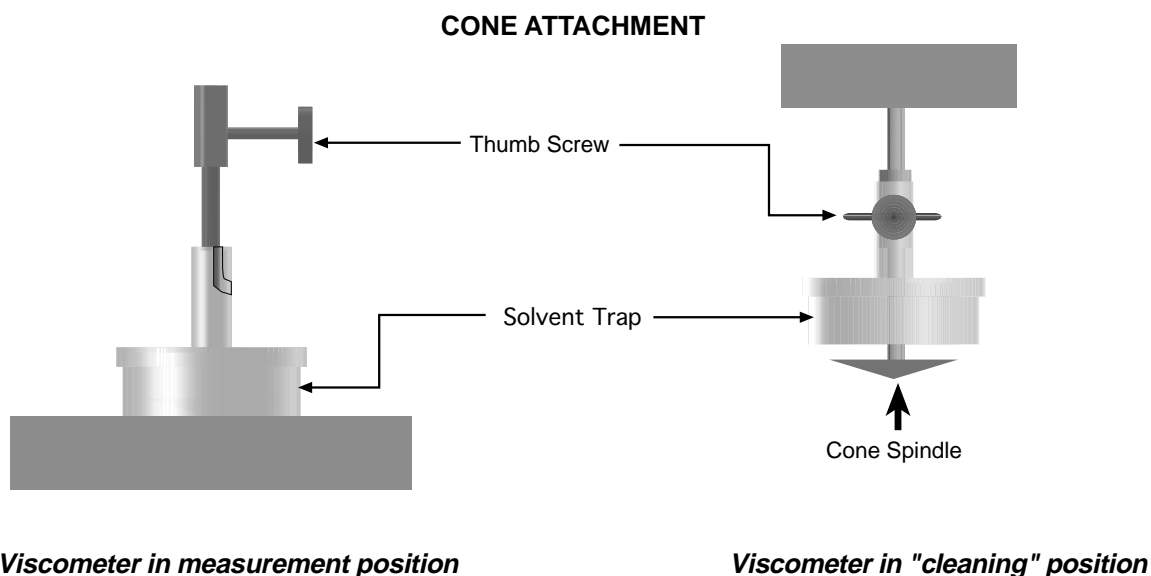 CONE ATTACHMENT
Thumb Screw
Solvent Trap
Cone Spindle
Viscometer in measurement position
Viscometer in "cleaning" position